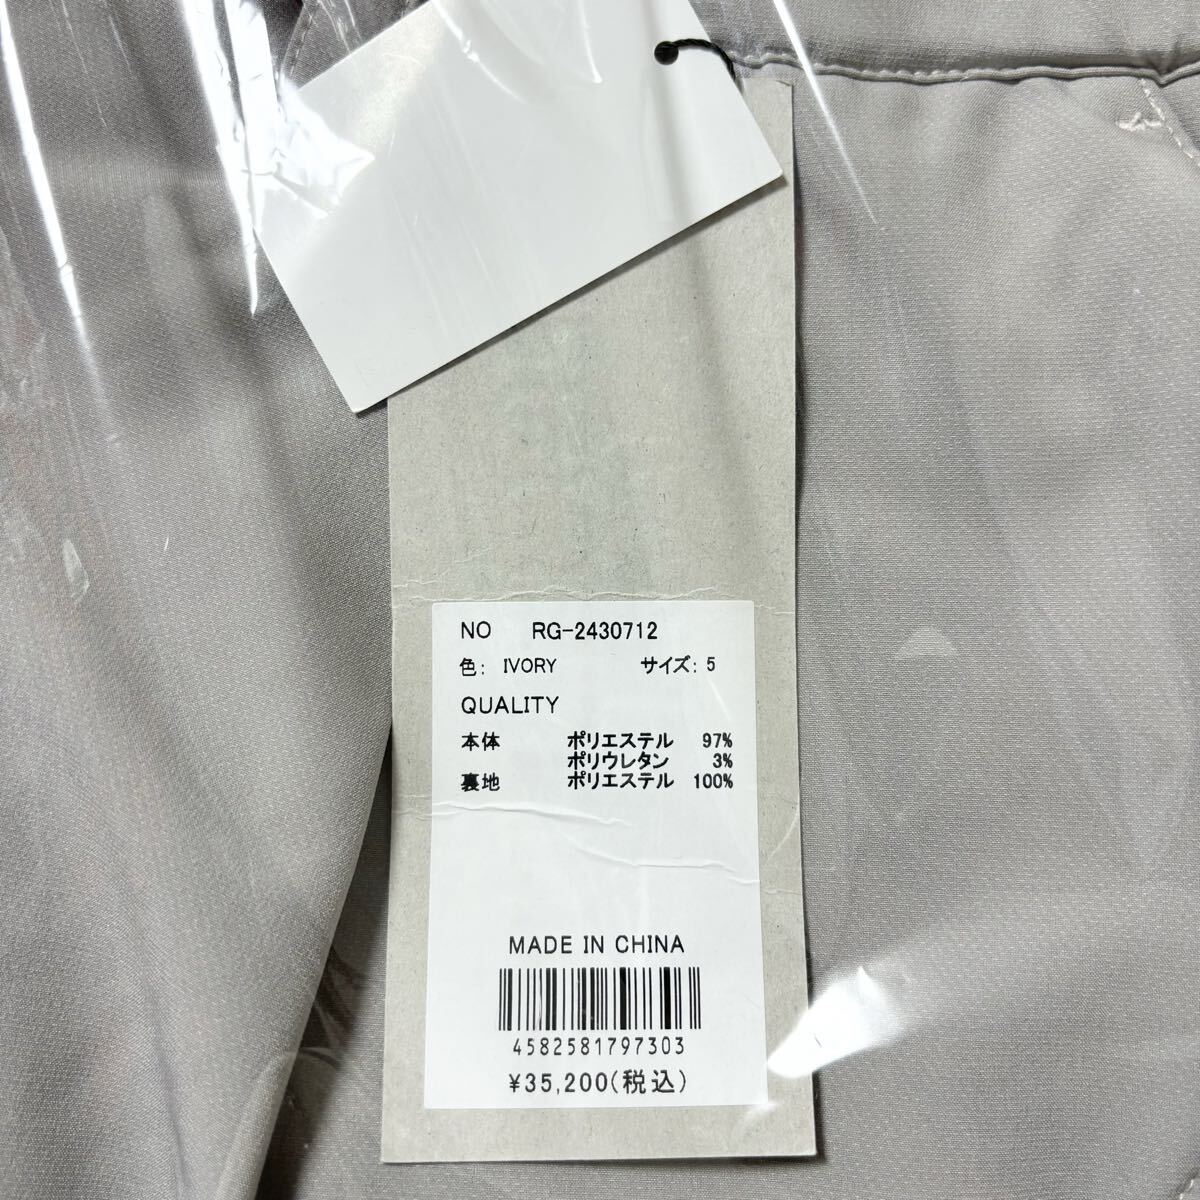 NO RG-2430712
色: IVORY サイズ: 5
QUALITY
本体 ポリエステル 97%
ポリウレタン 3%
裏地 ポリエステル 100%
MADE IN CHINA
4582581797303
¥35,200(税込)